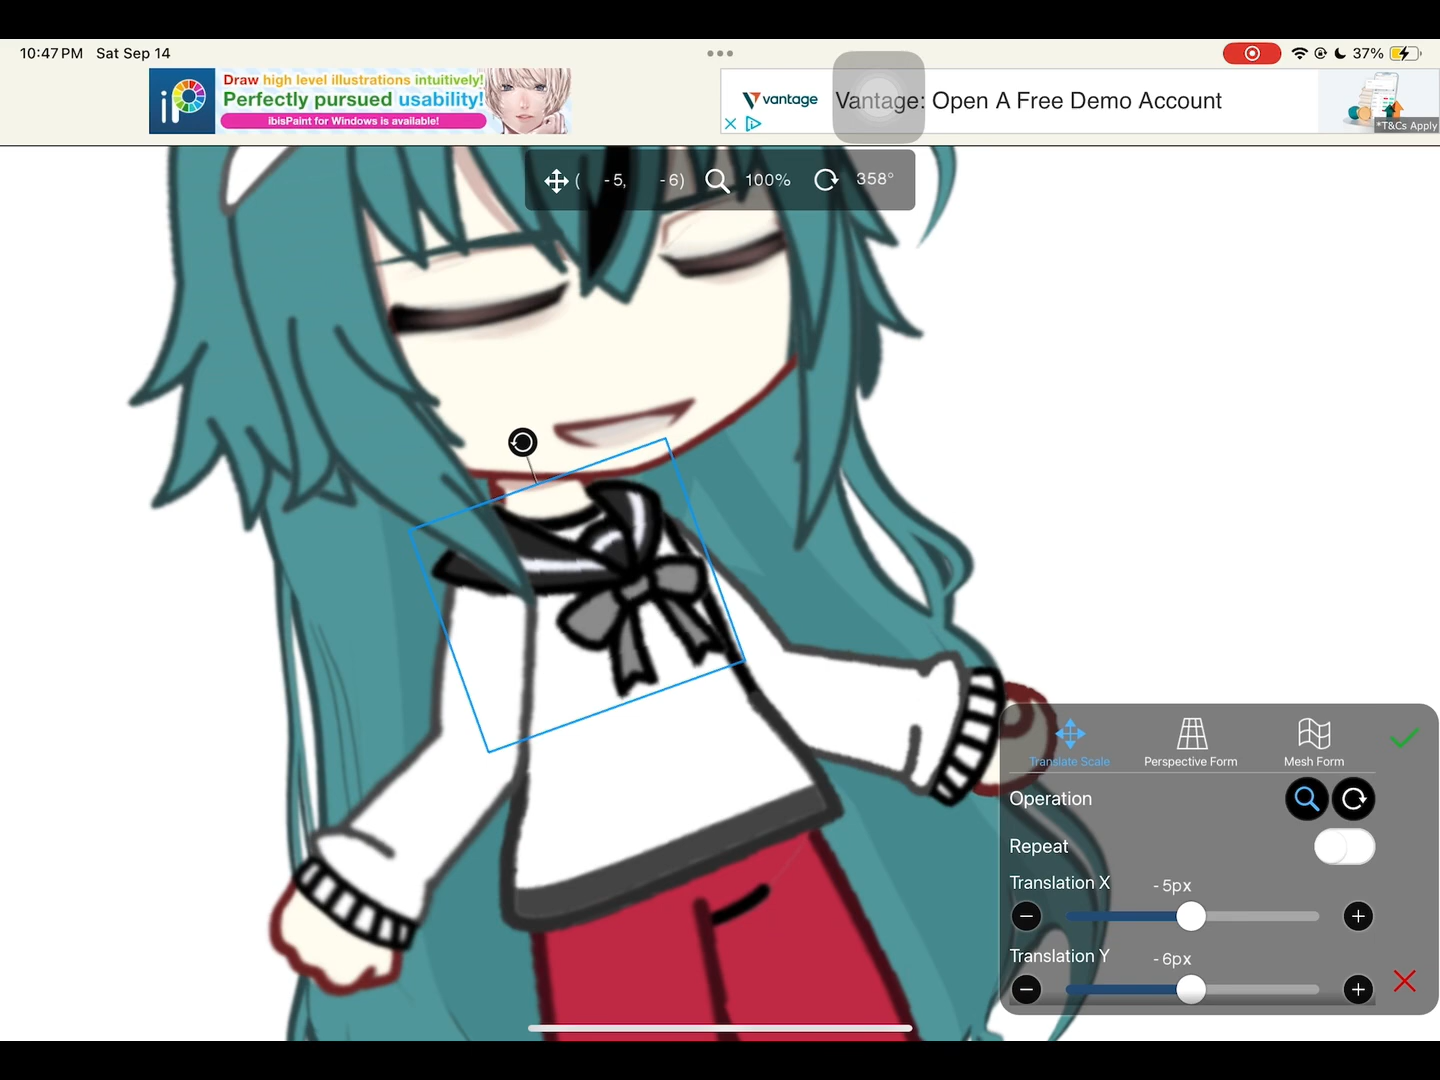 10:47 PM Sat Sep 14
37%
Draw high level illustrations intuitively!
Perfectly pursued usability!
ibisPaint for Windows is available!
iP
vantage
Vantage: Open A Free Demo Account
*T&Cs Apply
( -5, -6) 100% 358°
Translate Scale
Perspective Form
Mesh Form
Operation
Repeat
Translation X -5px
Translation Y -6px